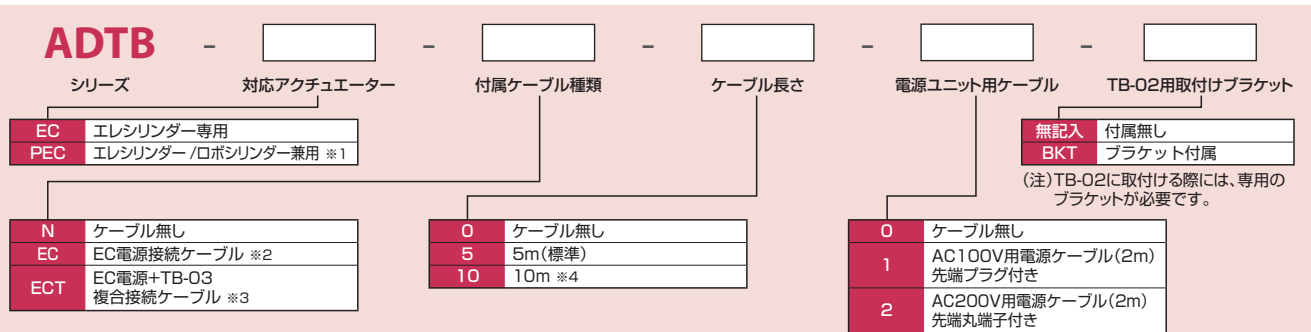 ADTB - - - - -
シリーズ 対応アクチュエーター 付属ケーブル種類 ケーブル長さ 電源ユニット用ケーブル TB-02用取付けブラケット
EC エレシリンダー専用
PEC エレシリンダー/ロボシリンダー兼用 ※1
無記入 付属無し
BKT ブラケット付属
(注)TB-02に取付ける際には、専用の
ブラケットが必要です。
N ケーブル無し
EC EC電源接続ケーブル ※2
ECT EC電源+TB-03
複合接続ケーブル ※3
0 ケーブル無し
5 5m(標準)
10 10m ※4
0 ケーブル無し
1 AC100V用電源ケーブル(2m)
先端プラグ付き
2 AC200V用電源ケーブル(2m)
先端丸端子付き